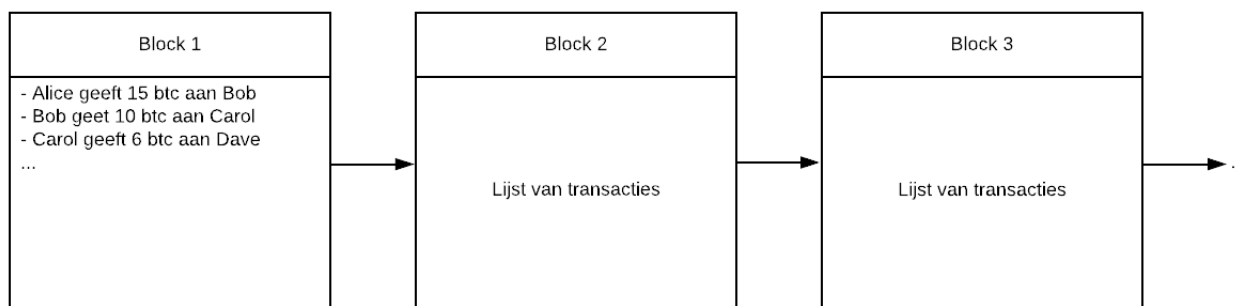 Block 1
- Alice geeft 15 btc aan Bob
- Bob geet 10 btc aan Carol
- Carol geeft 6 btc aan Dave
...
Block 2
Lijst van transacties
Block 3
Lijst van transacties
.